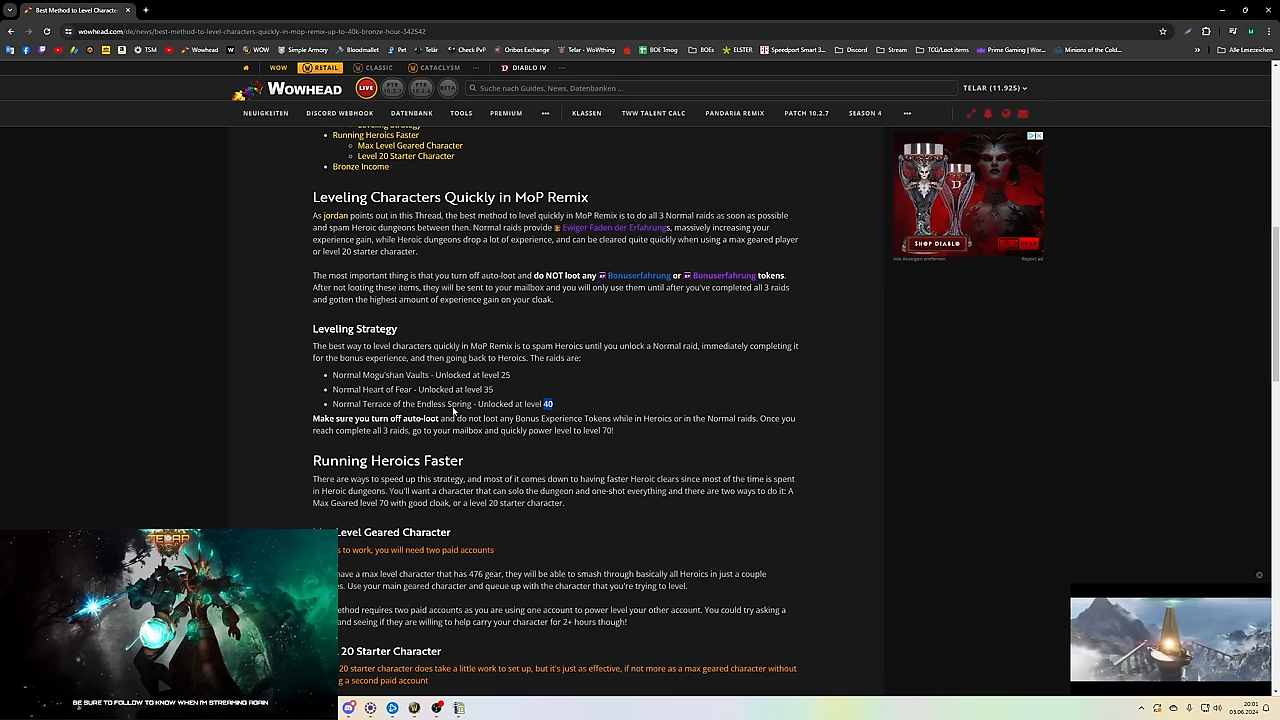 Best Method to Level Character
wowhead.com/de/news/best-method-to-level-characters-quickly-in-mop-remix-up-to-40k-bronze-hour-342542
TSM
Wowhead
WOW
Simple Armory
Bloodmallet
Pet
Telár
Check PvP
Oribos Exchange
Telar - WoWthing
BOE Tmog
BOEs
ELSTER
Speedport Smart 3...
Discord
Stream
TCG/Loot items
Prime Gaming | Wor...
Minions of the Cold...
Alle Lesezeichen
WOW
RETAIL
CLASSIC
CATACLYSM
DIABLO IV
WOWHEAD
LIVE
BETA
Suche nach Guides, News, Datenbanken ...
TELAR (11.925)
NEUIGKEITEN
DISCORD WEBHOOK
DATENBANK
TOOLS
PREMIUM
KLASSEN
TWW TALENT CALC
PANDARIA REMIX
PATCH 10.2.7
SEASON 4
Leveling Strategy
Running Heroics Faster
Max Level Geared Character
Level 20 Starter Character
Bronze Income
Leveling Characters Quickly in MoP Remix
As jordan points out in this Thread, the best method to level quickly in MoP Remix is to do all 3 Normal raids as soon as possible
and spam Heroic dungeons between then. Normal raids provide Ewiger Faden der Erfahrungs, massively increasing your
experience gain, while Heroic dungeons drop a lot of experience, and can be cleared quite quickly when using a max geared player
or level 20 starter character.
The most important thing is that you turn off auto-loot and do NOT loot any Bonuserfahrung or Bonuserfahrung tokens.
After not looting these items, they will be sent to your mailbox and you will only use them until after you've completed all 3 raids
and gotten the highest amount of experience gain on your cloak.
Leveling Strategy
The best way to level characters quickly in MoP Remix is to spam Heroics until you unlock a Normal raid, immediately completing it
for the bonus experience, and then going back to Heroics. The raids are:
Normal Mogu'shan Vaults - Unlocked at level 25
Normal Heart of Fear - Unlocked at level 35
Normal Terrace of the Endless Spring - Unlocked at level 40
Make sure you turn off auto-loot and do not loot any Bonus Experience Tokens while in Heroics or in the Normal raids. Once you
reach complete all 3 raids, go to your mailbox and quickly power level to level 70!
Running Heroics Faster
There are ways to speed up this strategy, and most of it comes down to having faster Heroic clears since most of the time is spent
in Heroic dungeons. You'll want a character that can solo the dungeon and one-shot everything and there are two ways to do it: A
Max Geared level 70 with good cloak, or a level 20 starter character.
Level Geared Character
s to work, you will need two paid accounts
have a max level character that has 476 gear, they will be able to smash through basically all Heroics in just a couple
s. Use your main geared character and queue up with the character that you're trying to level.
ethod requires two paid accounts as you are using one account to power level your other account. You could try asking a
and seeing if they are willing to help carry your character for 2+ hours though!
20 Starter Character
20 starter character does take a little work to set up, but it's just as effective, if not more as a max geared character without
g a second paid account
SHOP DIABLO
Alle Anzeigen entfernen
Report ad
TELAR
BE SURE TO FOLLOW TO KNOW WHEN I'M STREAMING AGAIN
20:01
03.06.2024